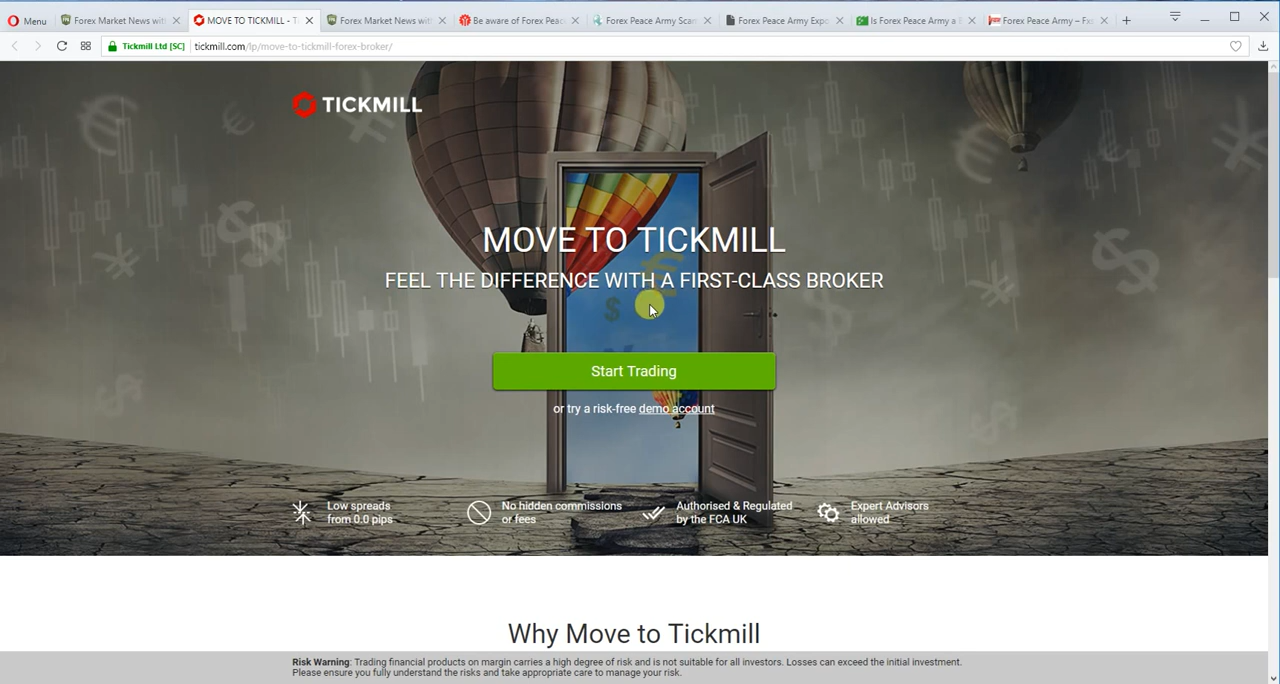 Menu
Forex Market News with
MOVE TO TICKMILL - T
Forex Market News with
Be aware of Forex Peac
Forex Peace Army Scam
Forex Peace Army Expo
Is Forex Peace Army a
Forex Peace Army – Fx
Tickmill Ltd [SC]
tickmill.com/lp/move-to-tickmill-forex-broker/
TICKMILL
MOVE TO TICKMILL
FEEL THE DIFFERENCE WITH A FIRST-CLASS BROKER
Start Trading
or try a risk-free demo account
Low spreads
from 0.0 pips
No hidden commissions
or fees
Authorised & Regulated
by the FCA UK
Expert Advisors
allowed
Why Move to Tickmill
Risk Warning: Trading financial products on margin carries a high degree of risk and is not suitable for all investors. Losses can exceed the initial investment.
Please ensure you fully understand the risks and take appropriate care to manage your risk.